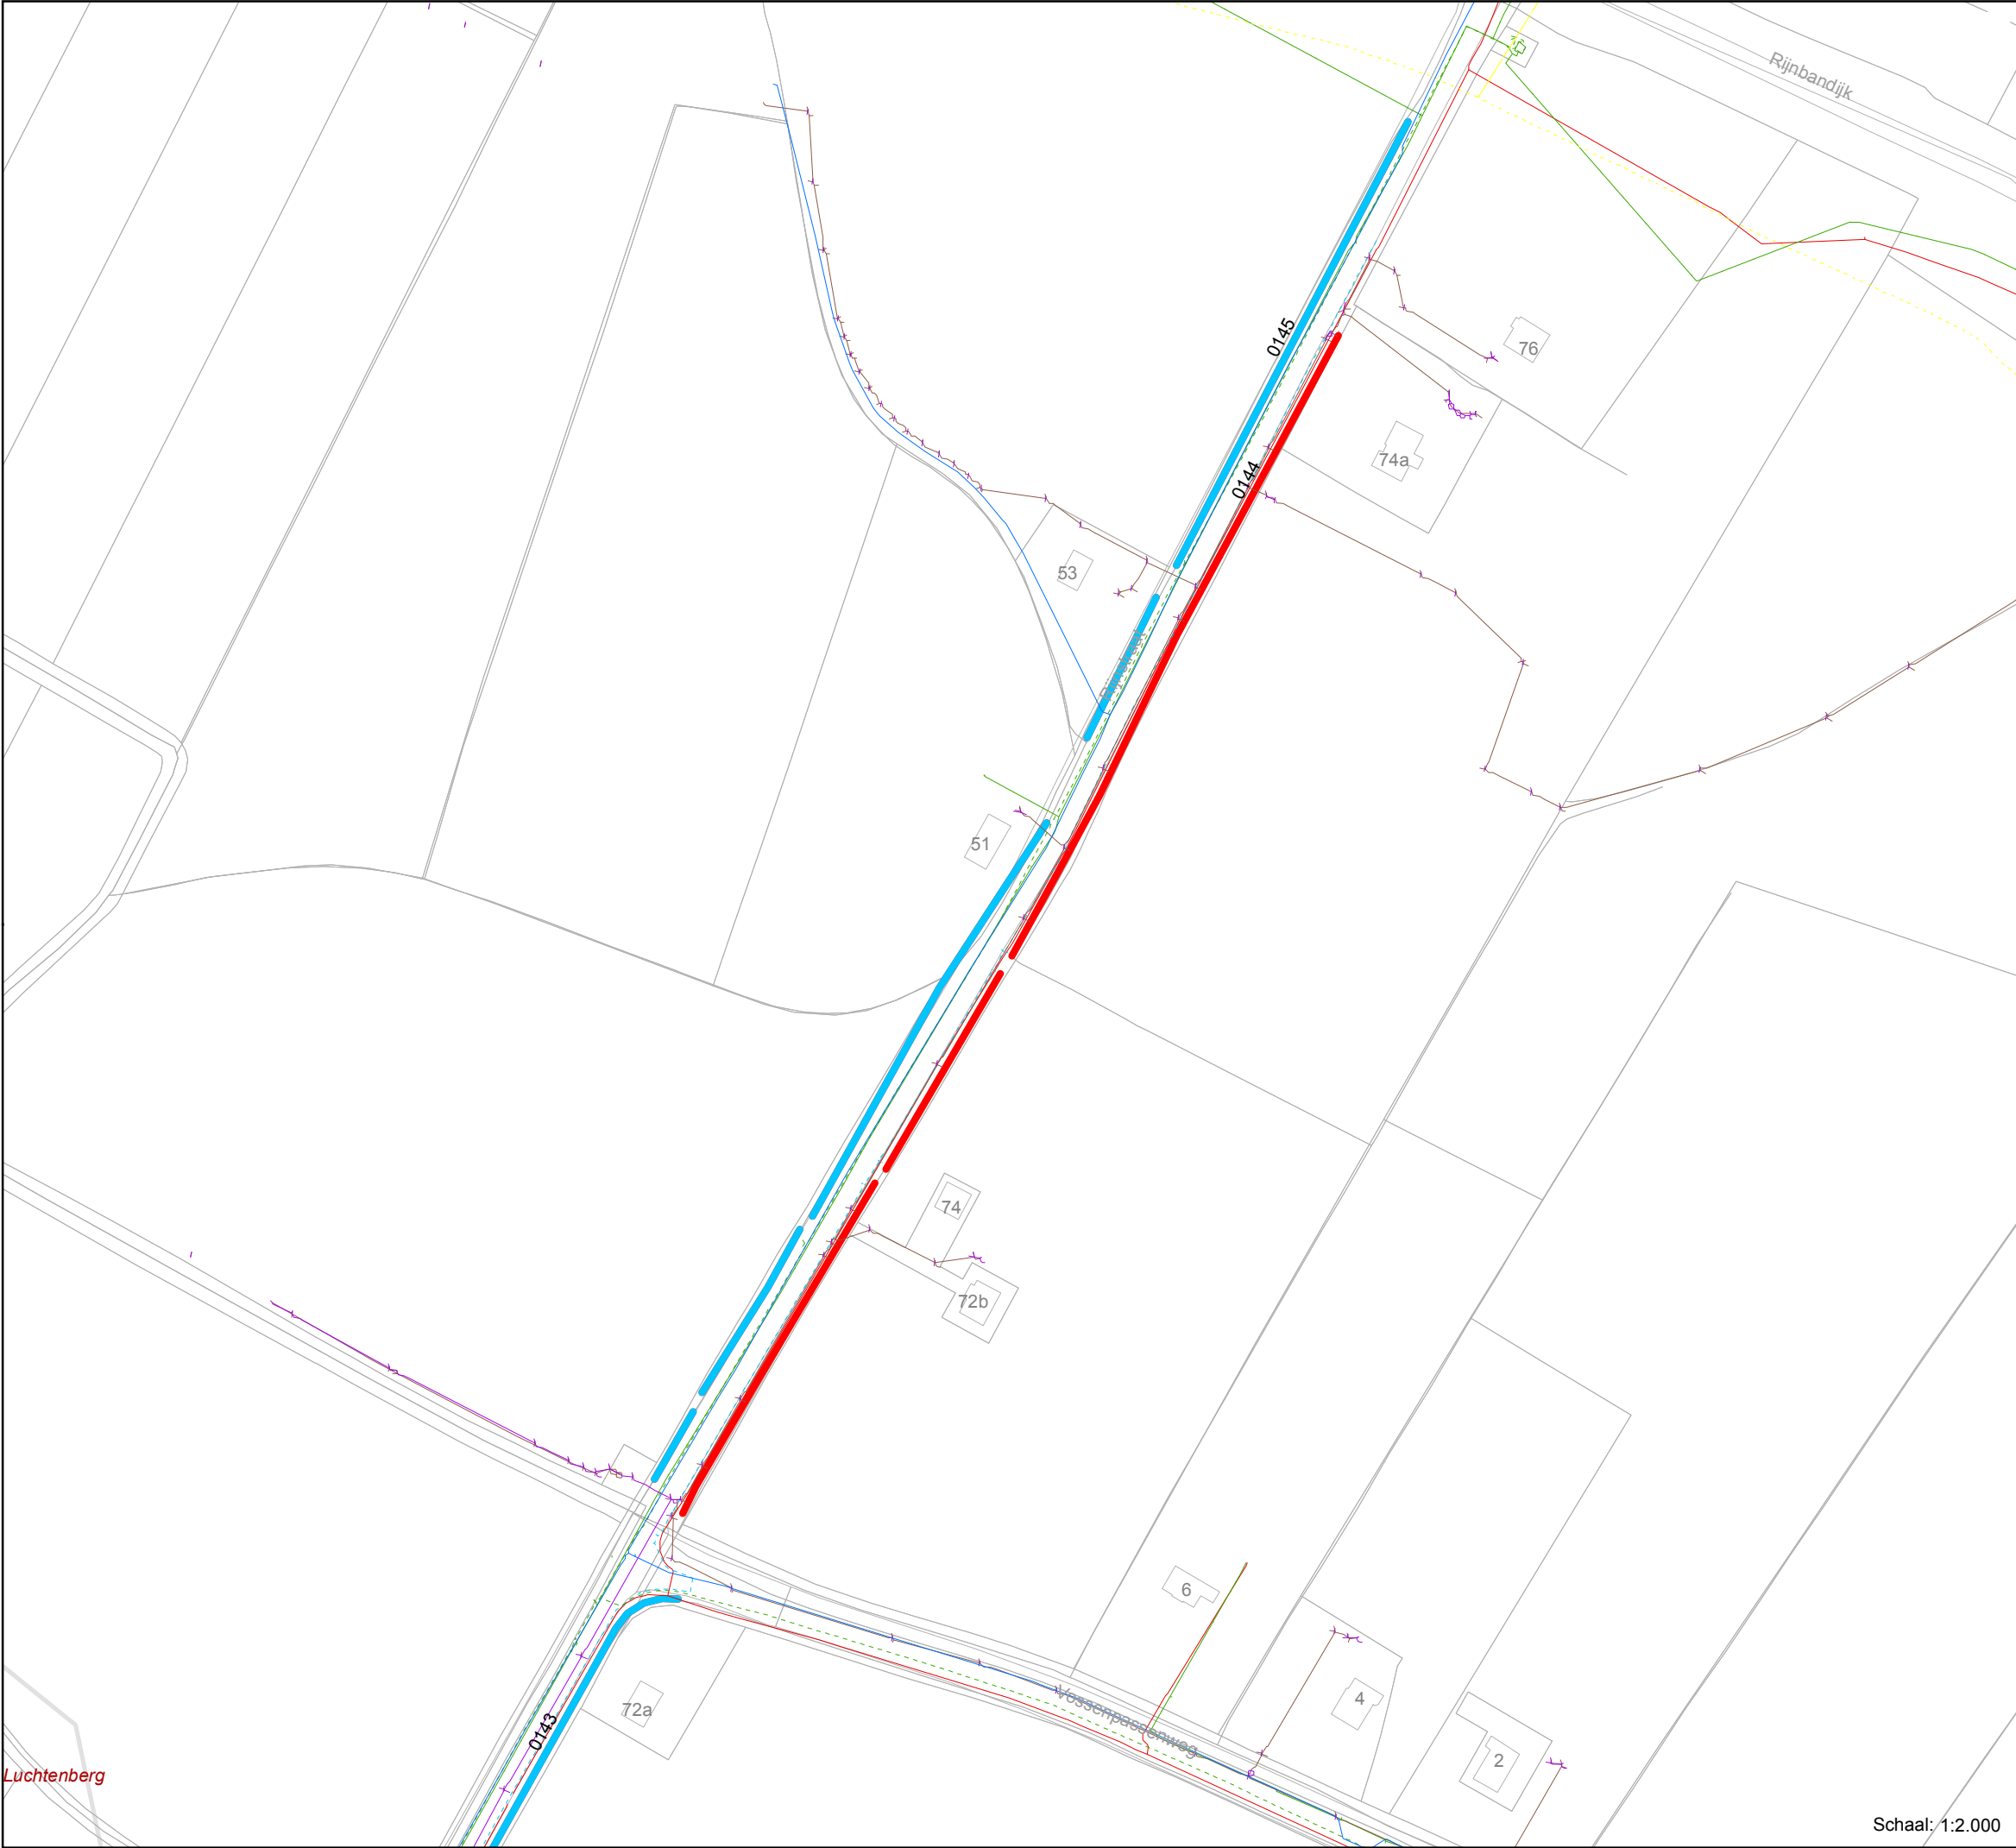 Rijnbandijk
0145
76
74a
0144
53
51
74
72b
6
72a
4
Vossenpassenweg
0143
2
Luchtenberg
Schaal: 1:2.000